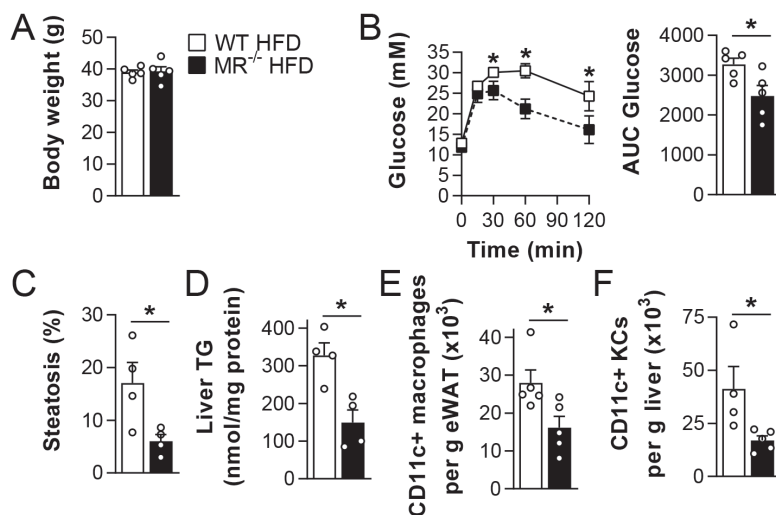 A
Body weight (g)
50
40
30
20
10
0
WT HFD
MR-/- HFD
B
Glucose (mM)
35
30
25
20
15
10
5
0
0 30 60 90 120
Time (min)
* * *
AUC Glucose
4000
3000
2000
1000
0
*
C
Steatosis (%)
30
20
10
0
*
D
Liver TG
(nmol/mg protein)
400
300
200
100
0
*
E
CD11c+ macrophages
per g eWAT (x10³)
40
30
20
10
0
*
F
CD11c+ KCs
per g liver (x10³)
75
50
25
0
*